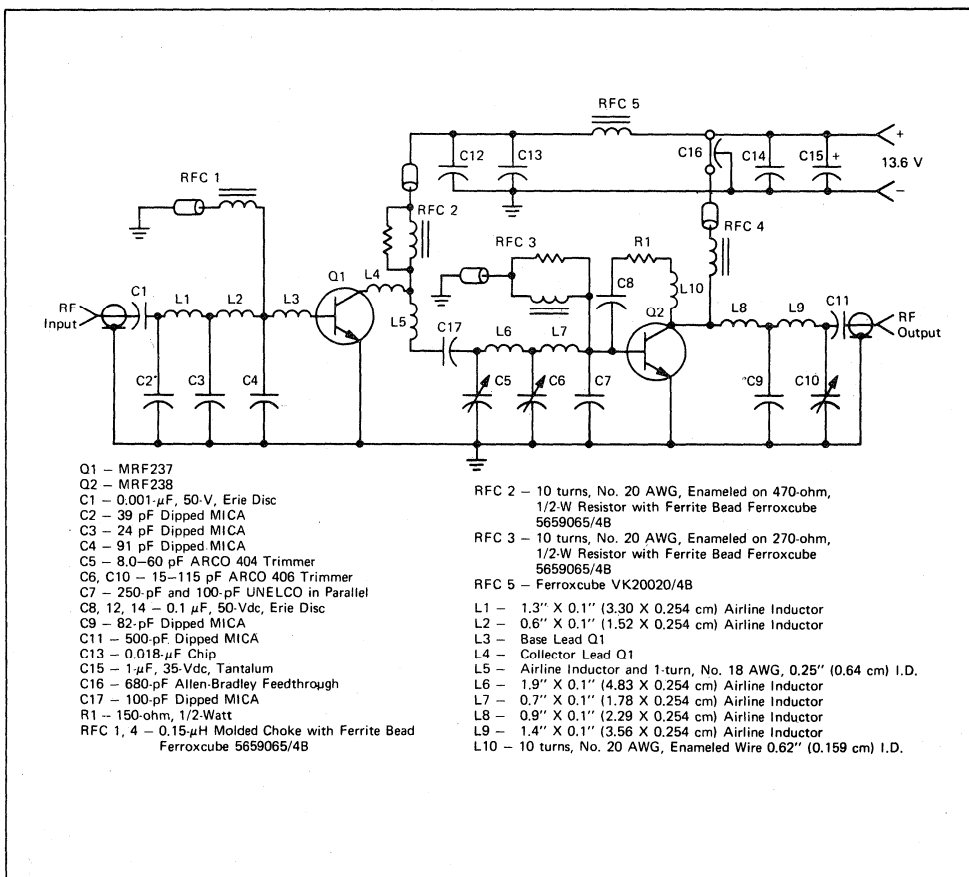 RFC 5
C12
C13
C16
C14
C15
+
+
13.6 V
−
RFC 1
RFC 2
RFC 4
RFC 3
R1
Q1
L4
C8
L10
RF
Input
C1
L1
L2
L3
L5
C17
L6
L7
Q2
L8
L9
C11
RF
Output
C2
C3
C4
C5
C6
C7
C9
C10
Q1 – MRF237
Q2 – MRF238
C1 – 0.001-μF, 50-V, Erie Disc
C2 – 39 pF Dipped MICA
C3 – 24 pF Dipped MICA
C4 – 91 pF Dipped MICA
C5 – 8.0–60 pF ARCO 404 Trimmer
C6, C10 – 15–115 pF ARCO 406 Trimmer
C7 – 250-pF and 100-pF UNELCO in Parallel
C8, 12, 14 – 0.1 μF, 50-Vdc, Erie Disc
C9 – 82-pF Dipped MICA
C11 – 500-pF Dipped MICA
C13 – 0.018-μF Chip
C15 – 1-μF, 35-Vdc, Tantalum
C16 – 680-pF Allen-Bradley Feedthrough
C17 – 100-pF Dipped MICA
R1 – 150-ohm, 1/2-Watt
RFC 1, 4 – 0.15-μH Molded Choke with Ferrite Bead
Ferroxcube 5659065/4B
RFC 2 – 10 turns, No. 20 AWG, Enameled on 470-ohm,
1/2-W Resistor with Ferrite Bead Ferroxcube
5659065/4B
RFC 3 – 10 turns, No. 20 AWG, Enameled on 270-ohm,
1/2-W Resistor with Ferrite Bead Ferroxcube
5659065/4B
RFC 5 – Ferroxcube VK20020/4B
L1 – 1.3'' X 0.1'' (3.30 X 0.254 cm) Airline Inductor
L2 – 0.6'' X 0.1'' (1.52 X 0.254 cm) Airline Inductor
L3 – Base Lead Q1
L4 – Collector Lead Q1
L5 – Airline Inductor and 1-turn, No. 18 AWG, 0.25'' (0.64 cm) I.D.
L6 – 1.9'' X 0.1'' (4.83 X 0.254 cm) Airline Inductor
L7 – 0.7'' X 0.1'' (1.78 X 0.254 cm) Airline Inductor
L8 – 0.9'' X 0.1'' (2.29 X 0.254 cm) Airline Inductor
L9 – 1.4'' X 0.1'' (3.56 X 0.254 cm) Airline Inductor
L10 – 10 turns, No. 20 AWG, Enameled Wire 0.62'' (0.159 cm) I.D.